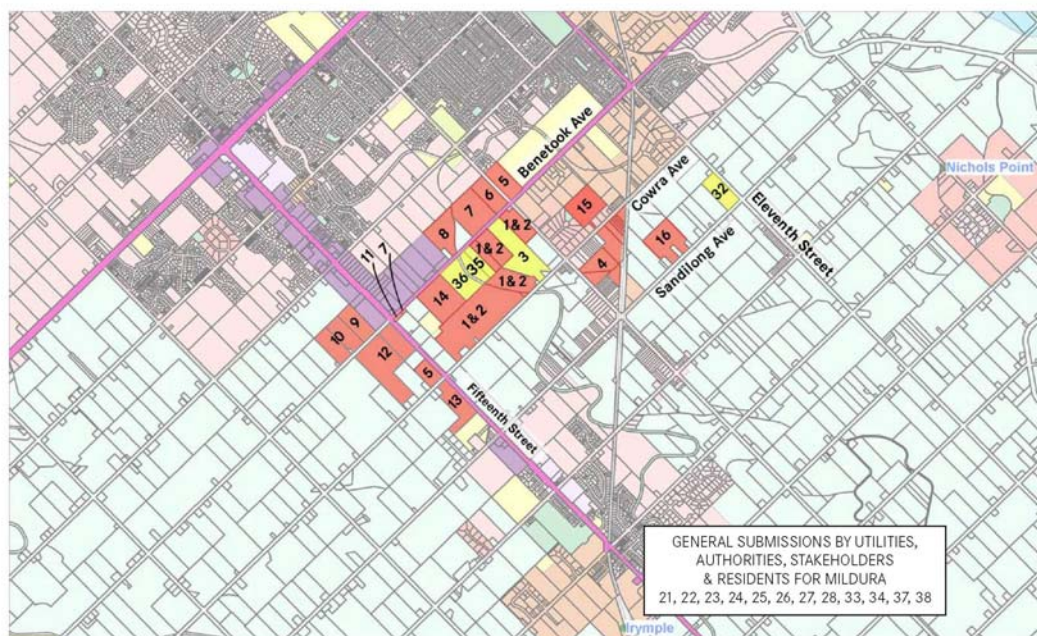 Benetook Ave
Nichols Point
5
6
7
8
11
7
1&2
15
Cowra Ave
32
Eleventh Street
1&2
3
36
35
1&2
4
16
Sandilong Ave
14
1&2
9
10
12
5
13
Fifteenth Street
GENERAL SUBMISSIONS BY UTILITIES,
AUTHORITIES, STAKEHOLDERS
& RESIDENTS FOR MILDURA
21, 22, 23, 24, 25, 26, 27, 28, 33, 34, 37, 38
Irymple